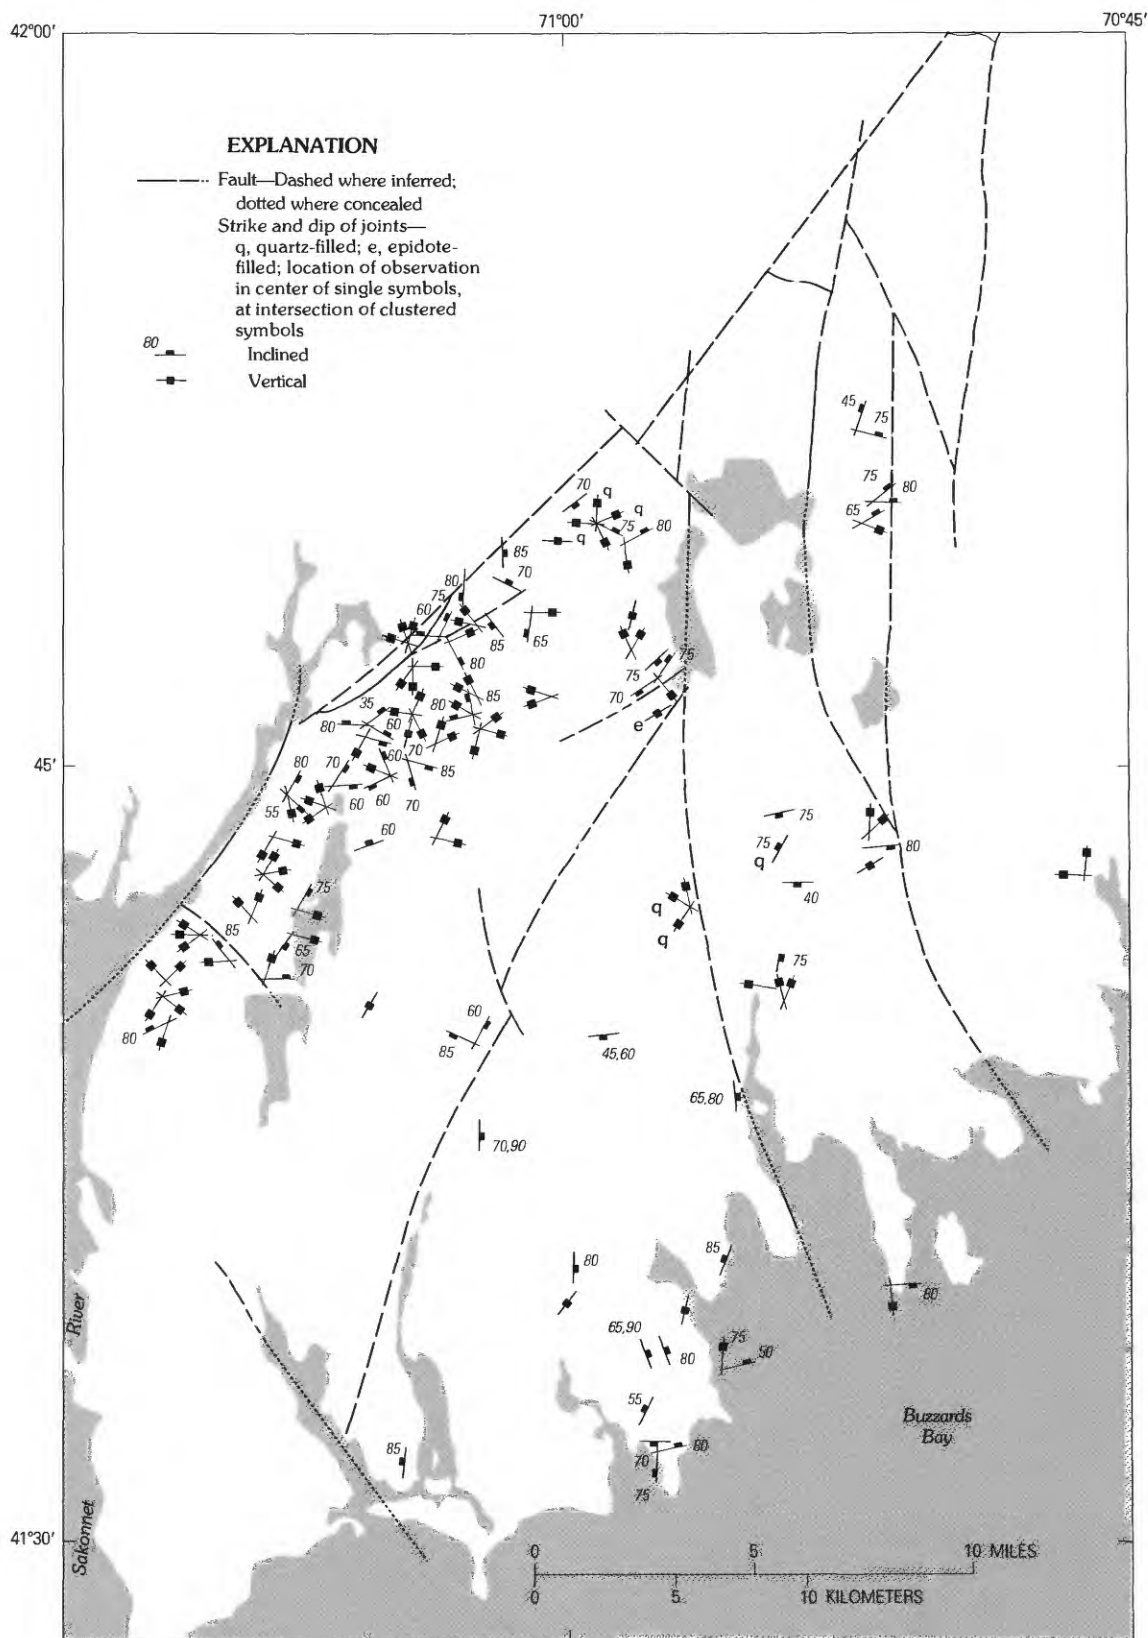 42°00'
71°00'
70°45'
EXPLANATION
Fault—Dashed where inferred;
dotted where concealed
Strike and dip of joints—
q, quartz-filled; e, epidote-
filled; location of observation
in center of single symbols,
at intersection of clustered
symbols
80
Inclined
Vertical
45
75
75
80
65
70
q
q
75
80
q
85
70
80
75
60
85
65
80
75
75
70
e
85
35
80
80
60
70
85
60
70
80
70
60
60
55
60
45'
75
75
q
80
40
75
q
q
85
65
70
75
80
60
85
45,60
65,80
70,90
80
85
80
65,90
80
75
50
55
80
70
75
85
River
Sakonnet
Buzzards
Bay
41°30'
0 5 10 MILES
0 5 10 KILOMETERS